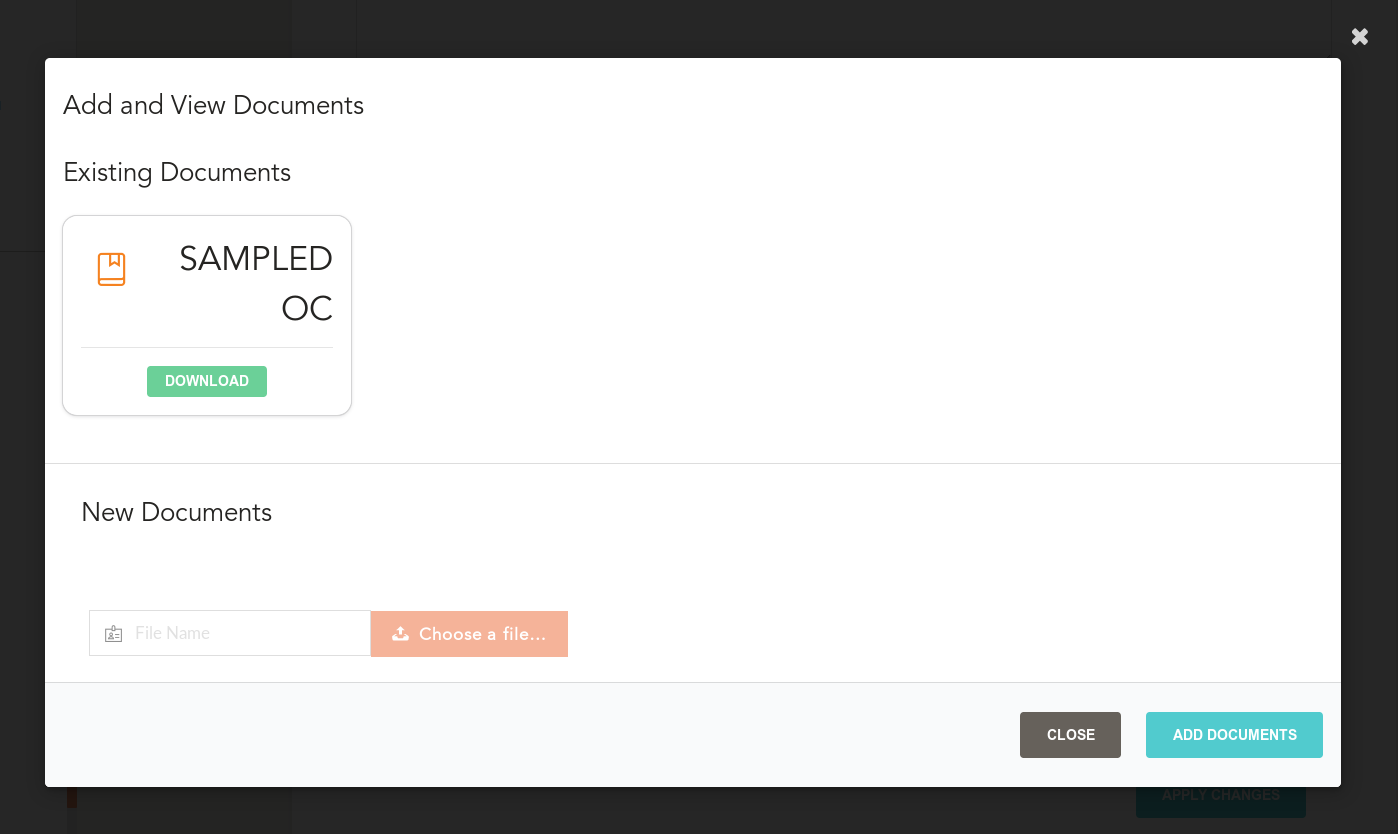 Add and View Documents
Existing Documents
SAMPLED
OC
DOWNLOAD
New Documents
File Name
Choose a file...
CLOSE
ADD DOCUMENTS
APPLY CHANGES